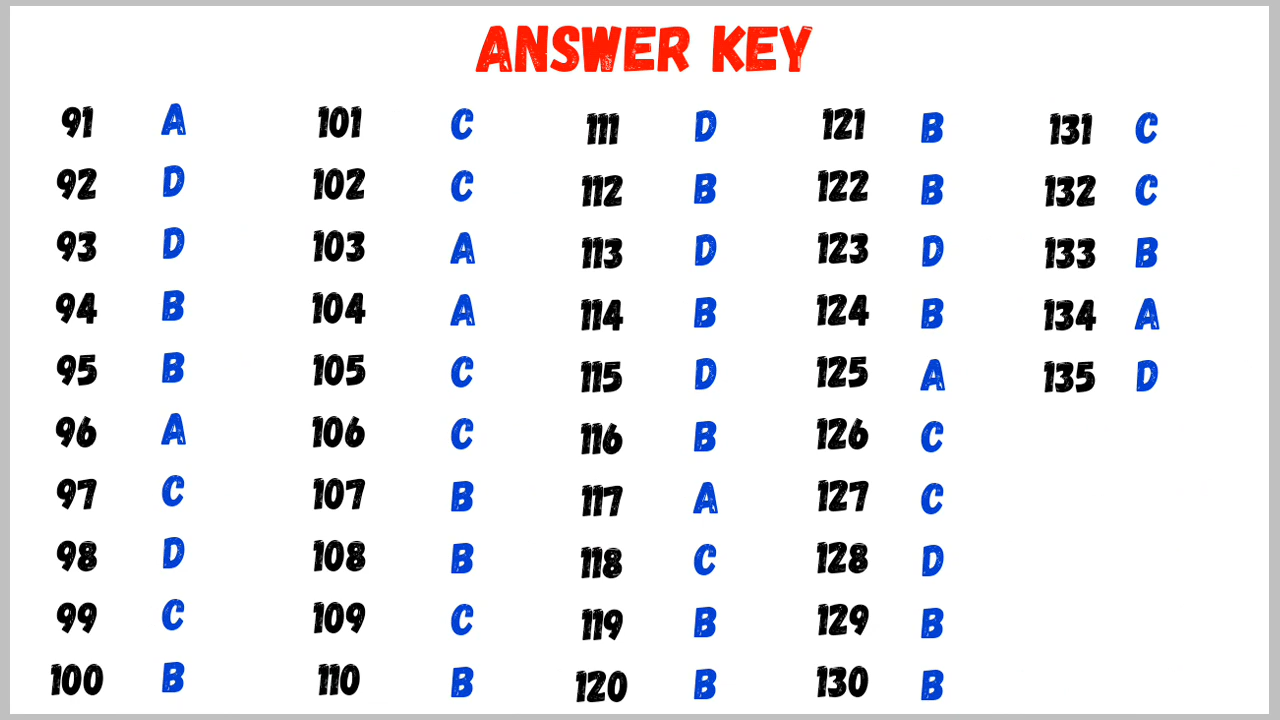 ANSWER KEY
91 A 101 C 111 D 121 B 131 C
92 D 102 C 112 B 122 B 132 C
93 D 103 A 113 D 123 D 133 B
94 B 104 A 114 B 124 B 134 A
95 B 105 C 115 D 125 A 135 D
96 A 106 C 116 B 126 C
97 C 107 B 117 A 127 C
98 D 108 B 118 C 128 D
99 C 109 C 119 B 129 B
100 B 110 B 120 B 130 B